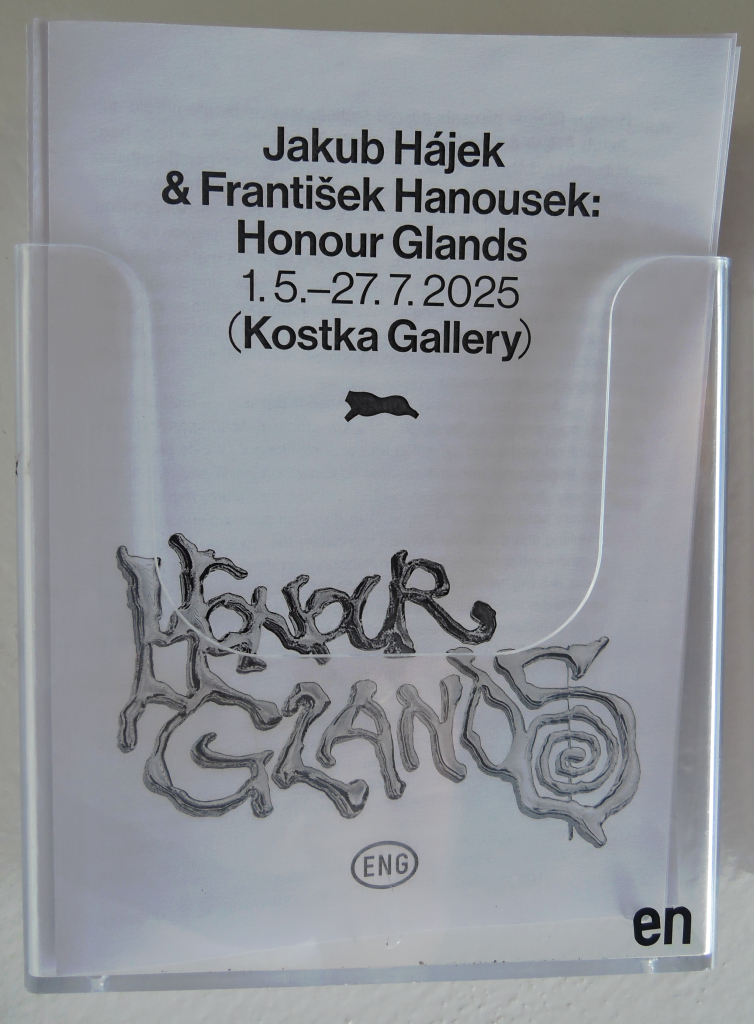 Jakub Hájek
& František Hanousek:
Honour Glands
1. 5.–27. 7. 2025
(Kostka Gallery)
HONOUR
GLANDS
ENG
en